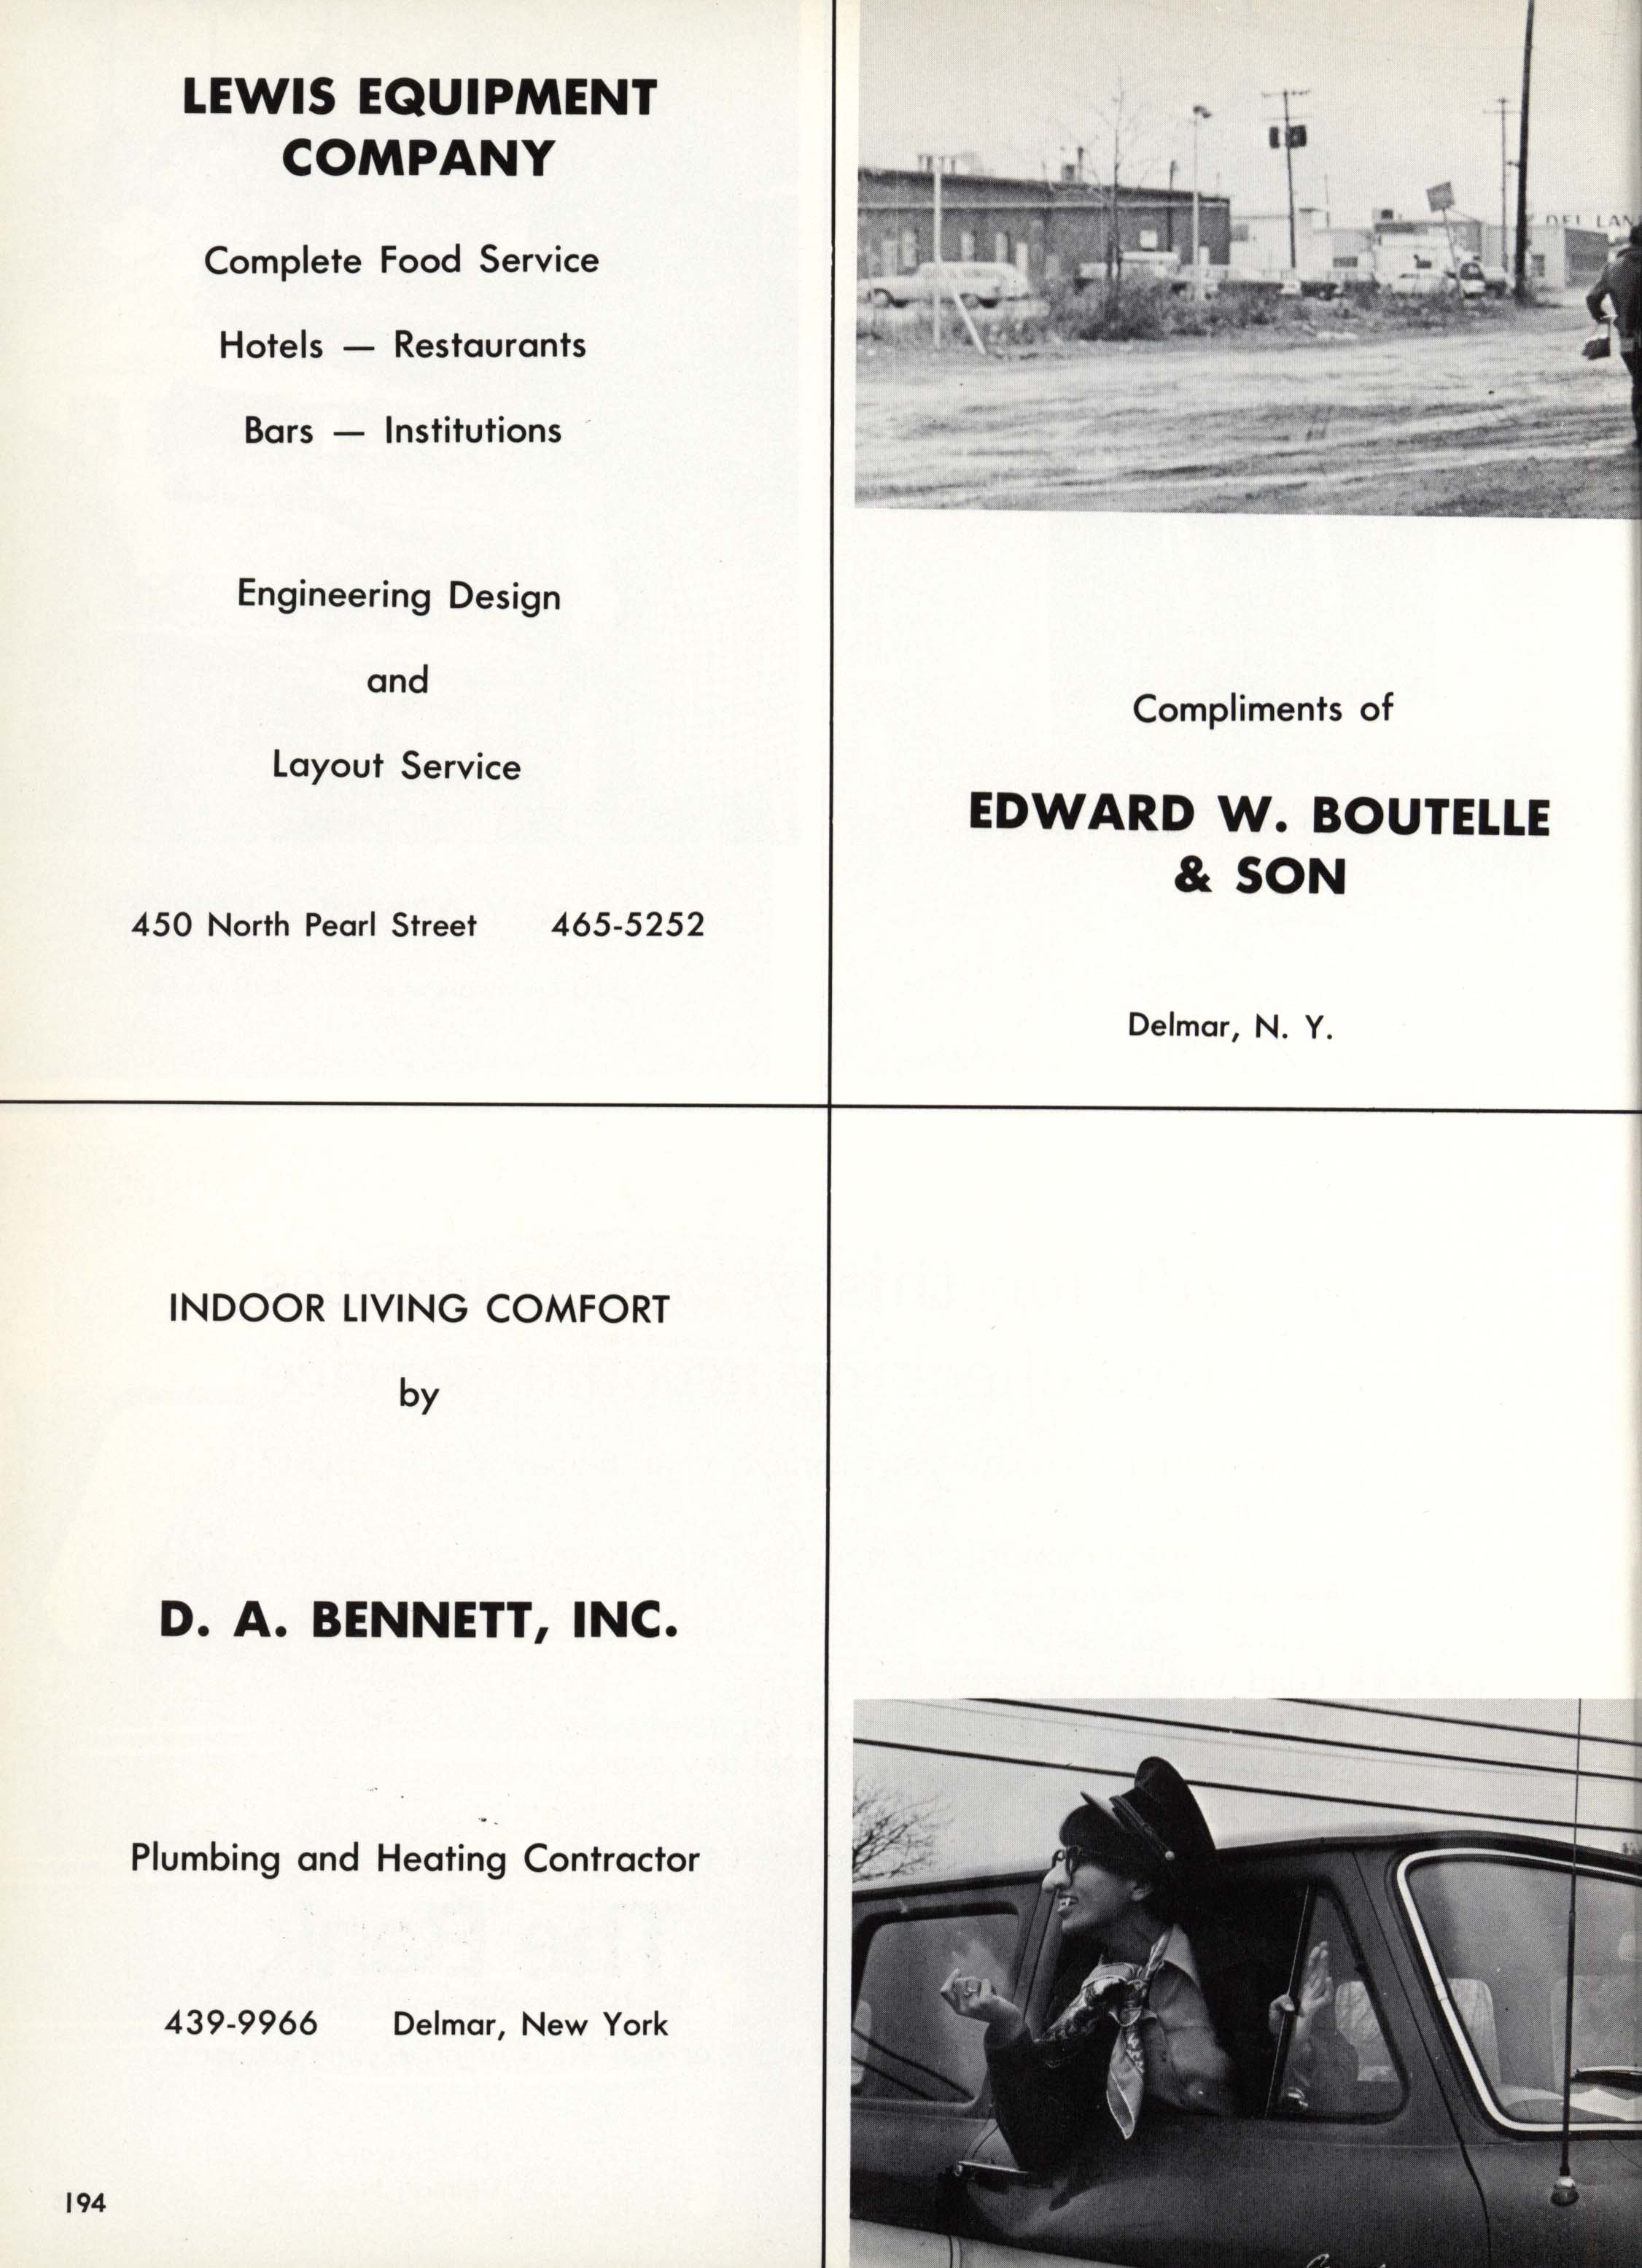 LEWIS EQUIPMENT
COMPANY
Complete Food Service
Hotels — Restaurants
Bars — Institutions
Engineering Design
and
Layout Service
450 North Pearl Street 465-5252
Compliments of
EDWARD W. BOUTELLE
& SON
Delmar, N. Y.
INDOOR LIVING COMFORT
by
D. A. BENNETT, INC.
Plumbing and Heating Contractor
439-9966 Delmar, New York
194